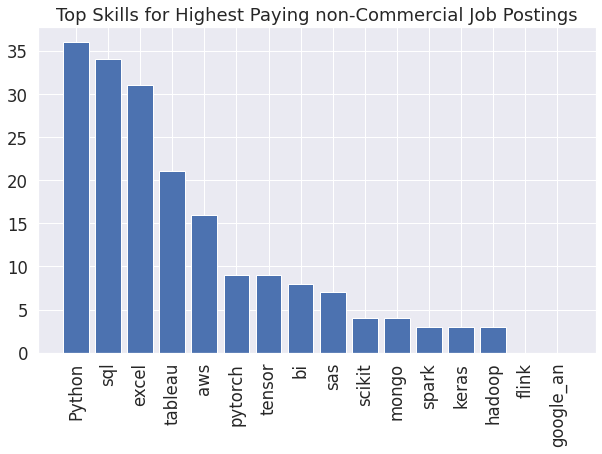 Top Skills for Highest Paying non-Commercial Job Postings
35
30
25
20
15
10
5
0
Python
sql
excel
tableau
aws
pytorch
tensor
bi
sas
scikit
mongo
spark
keras
hadoop
flink
google_an